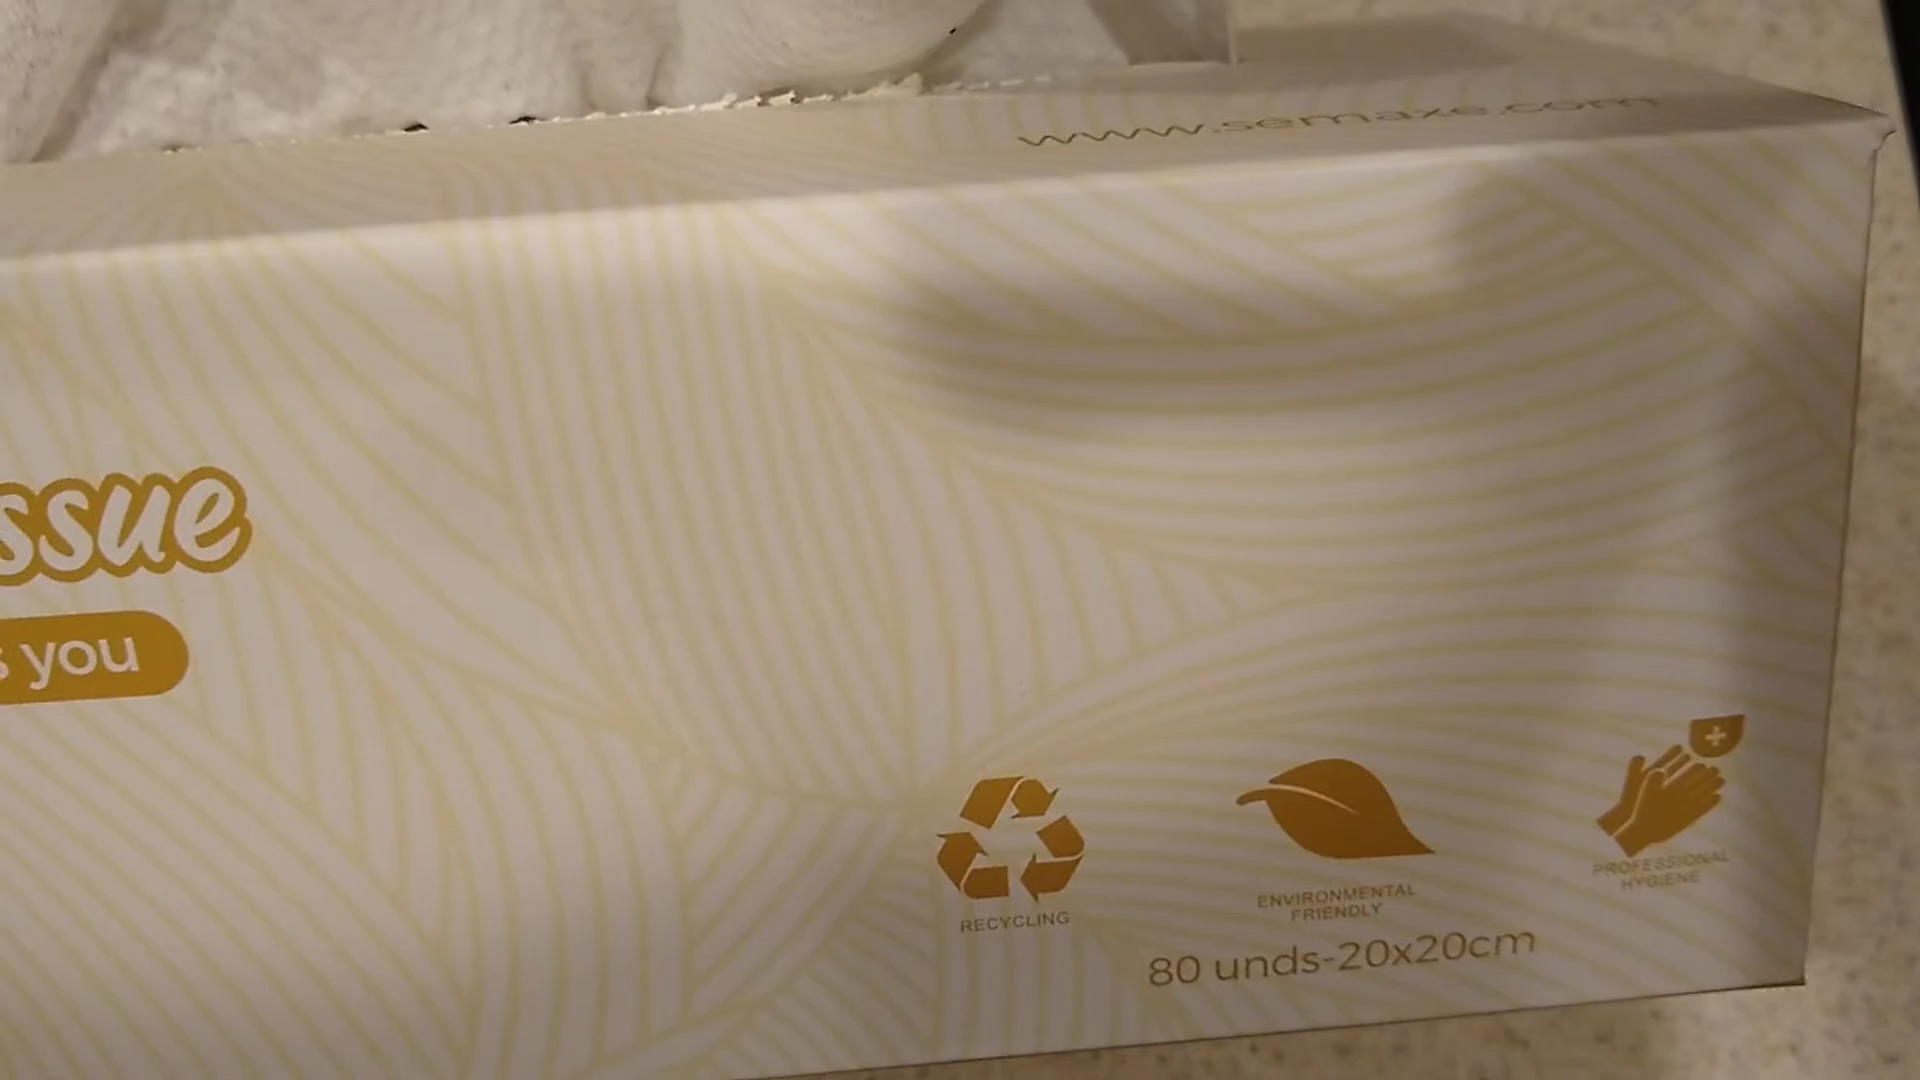 www.semaxe.com
ssue
s you
RECYCLING
ENVIRONMENTAL
FRIENDLY
PROFESSIONAL
HYGIENE
80 unds-20x20cm